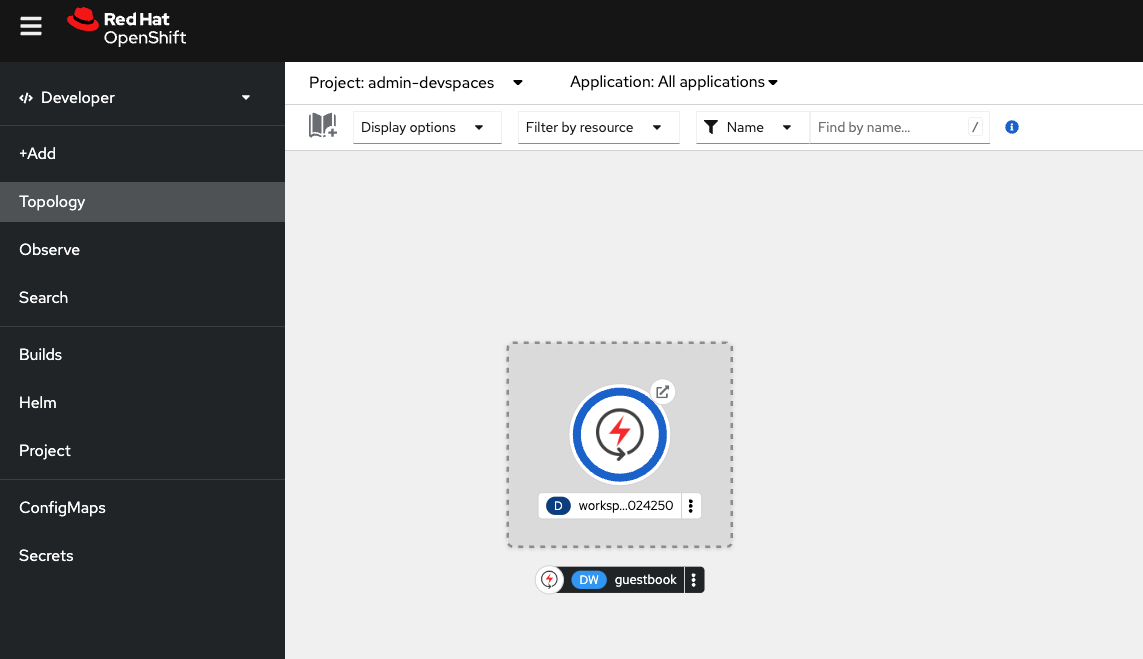 Red Hat
OpenShift
Developer
Project: admin-devspaces
Application: All applications
Display options
Filter by resource
Name
Find by name...
/
i
+Add
Topology
Observe
Search
Builds
Helm
Project
ConfigMaps
Secrets
D worksp...024250
DW guestbook